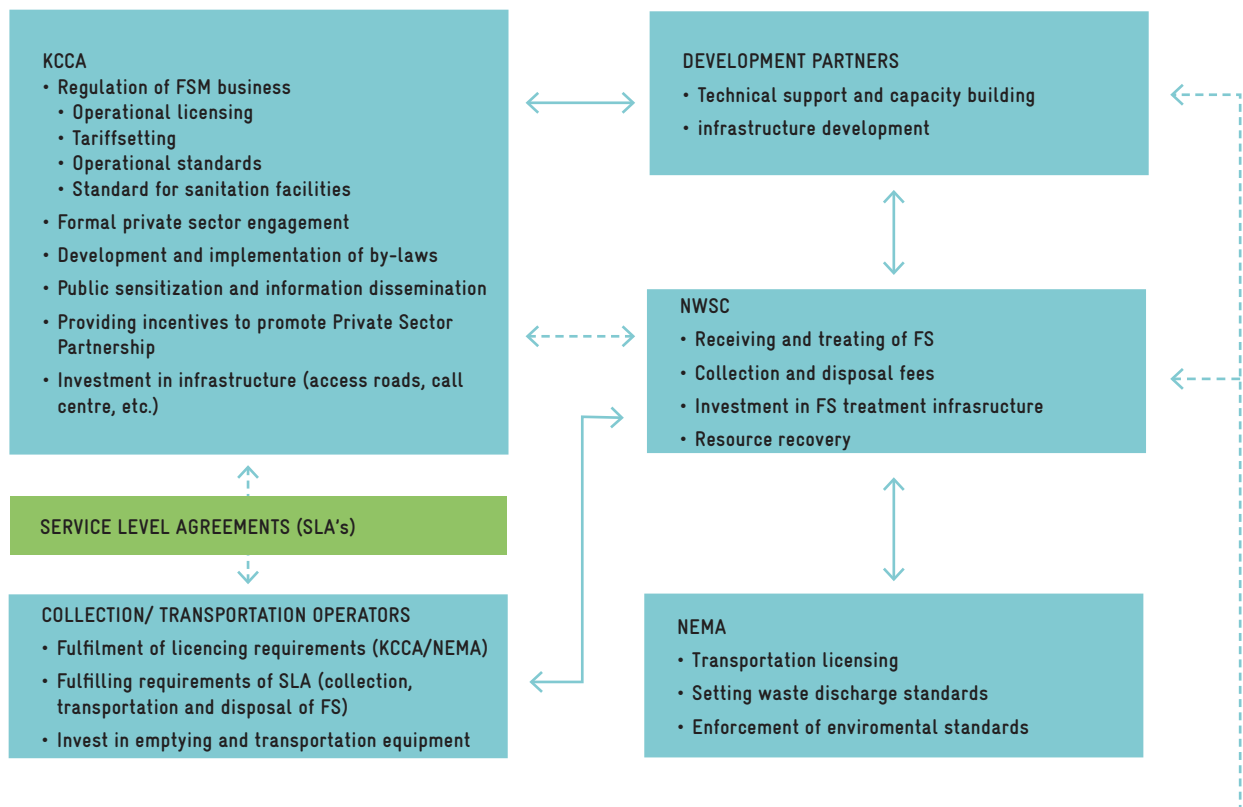 KCCA
• Regulation of FSM business
• Operational licensing
• Tariffsetting
• Operational standards
• Standard for sanitation facilities
• Formal private sector engagement
• Development and implementation of by-laws
• Public sensitization and information dissemination
• Providing incentives to promote Private Sector
Partnership
• Investment in infrastructure (access roads, call
centre, etc.)
DEVELOPMENT PARTNERS
• Technical support and capacity building
• infrastructure development
NWSC
• Receiving and treating of FS
• Collection and disposal fees
• Investment in FS treatment infrasructure
• Resource recovery
SERVICE LEVEL AGREEMENTS (SLA's)
COLLECTION/ TRANSPORTATION OPERATORS
• Fulfilment of licencing requirements (KCCA/NEMA)
• Fulfilling requirements of SLA (collection,
transportation and disposal of FS)
• Invest in emptying and transportation equipment
NEMA
• Transportation licensing
• Setting waste discharge standards
• Enforcement of enviromental standards